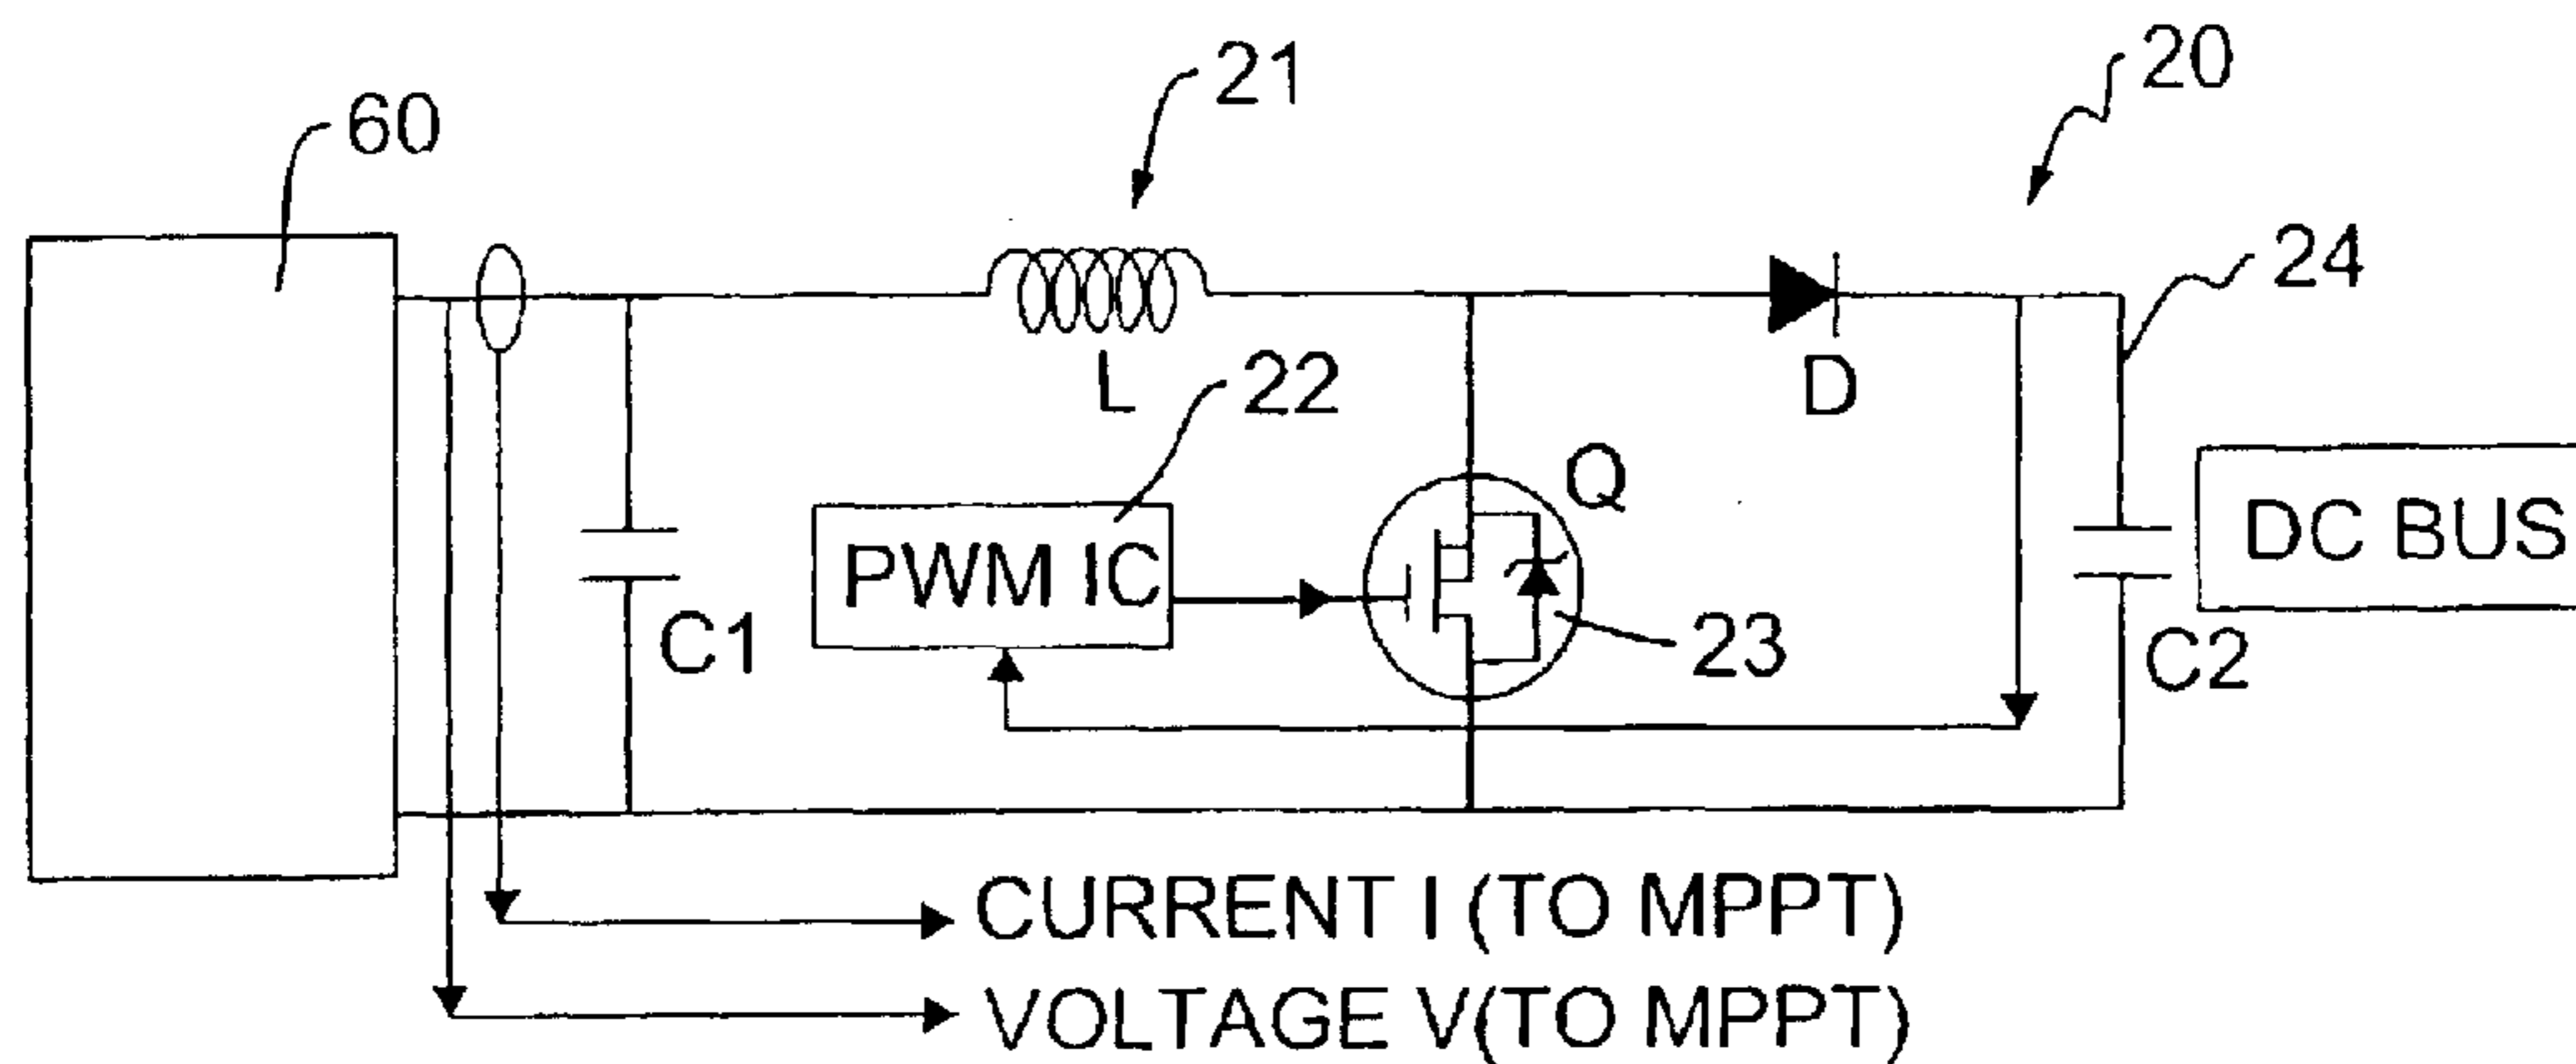 20
21
60
24
L
22
D
Q
PWM IC
DC BUS
C1
23
C2
CURRENT I (TO MPPT)
VOLTAGE V(TO MPPT)